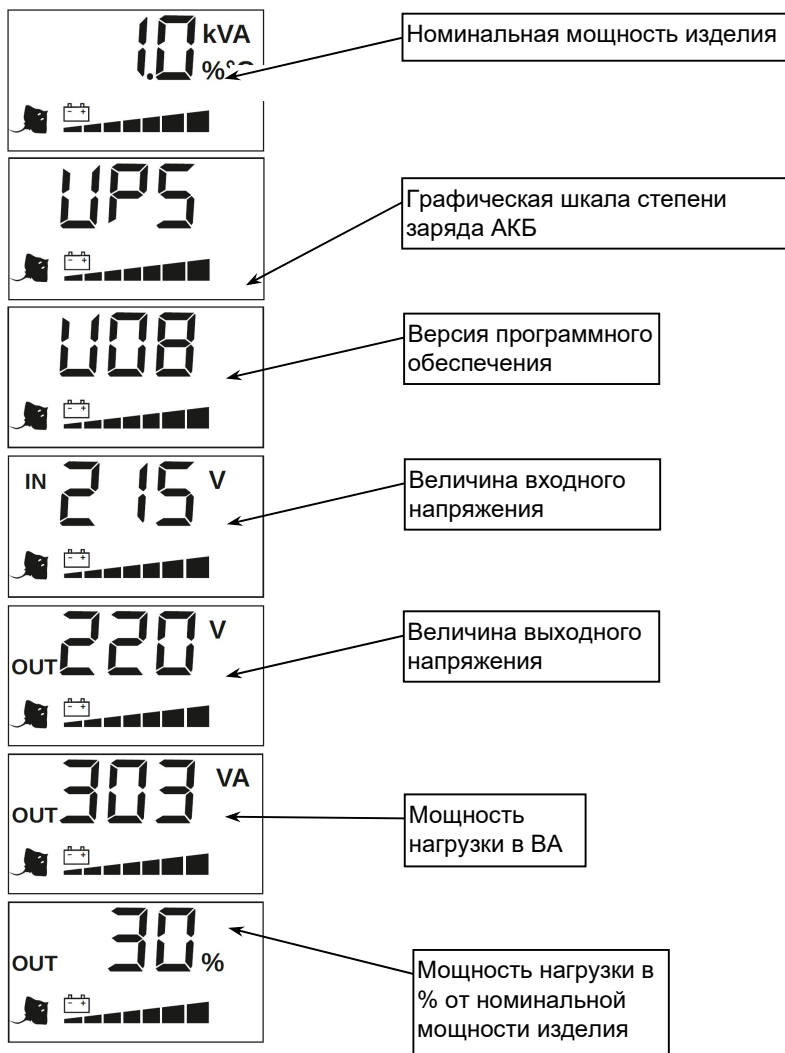 1.0 kVA
Номинальная мощность изделия
%°C
UPS
Графическая шкала степени
заряда АКБ
U08
Версия программного
обеспечения
IN 215 V
Величина входного
напряжения
OUT 220 V
Величина выходного
напряжения
OUT 303 VA
Мощность
нагрузки в ВА
OUT 30 %
Мощность нагрузки в
% от номинальной
мощности изделия